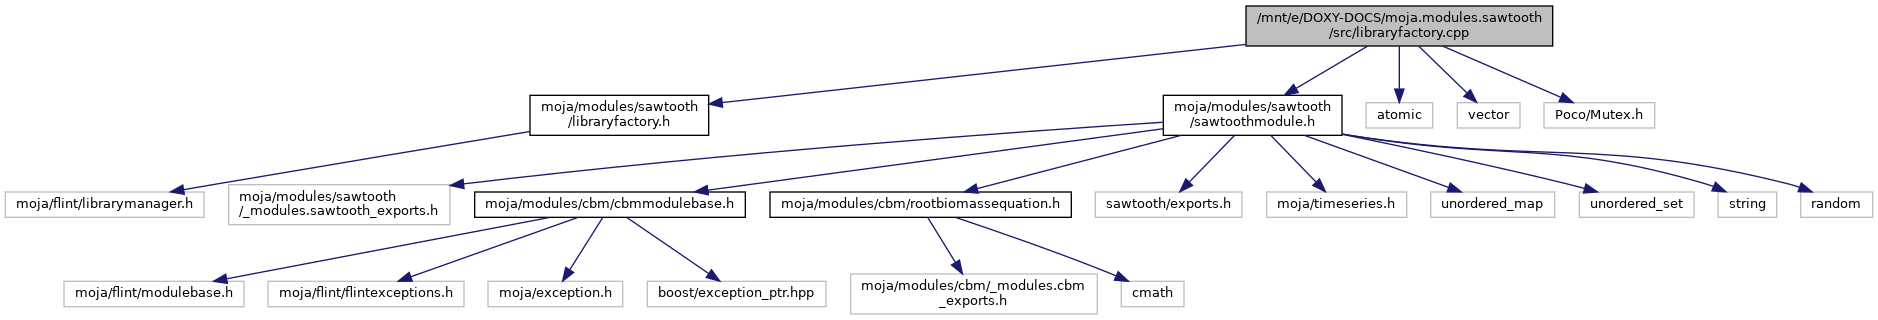 /mnt/e/DOXY-DOCS/moja.modules.sawtooth
/src/libraryfactory.cpp
moja/modules/sawtooth
/libraryfactory.h
moja/modules/sawtooth
/sawtoothmodule.h
atomic
vector
Poco/Mutex.h
moja/flint/librarymanager.h
moja/modules/sawtooth
/_modules.sawtooth_exports.h
moja/modules/cbm/cbmmodulebase.h
moja/modules/cbm/rootbiomassequation.h
sawtooth/exports.h
moja/timeseries.h
unordered_map
unordered_set
string
random
moja/flint/modulebase.h
moja/flint/flintexceptions.h
moja/exception.h
boost/exception_ptr.hpp
moja/modules/cbm/_modules.cbm
_exports.h
cmath